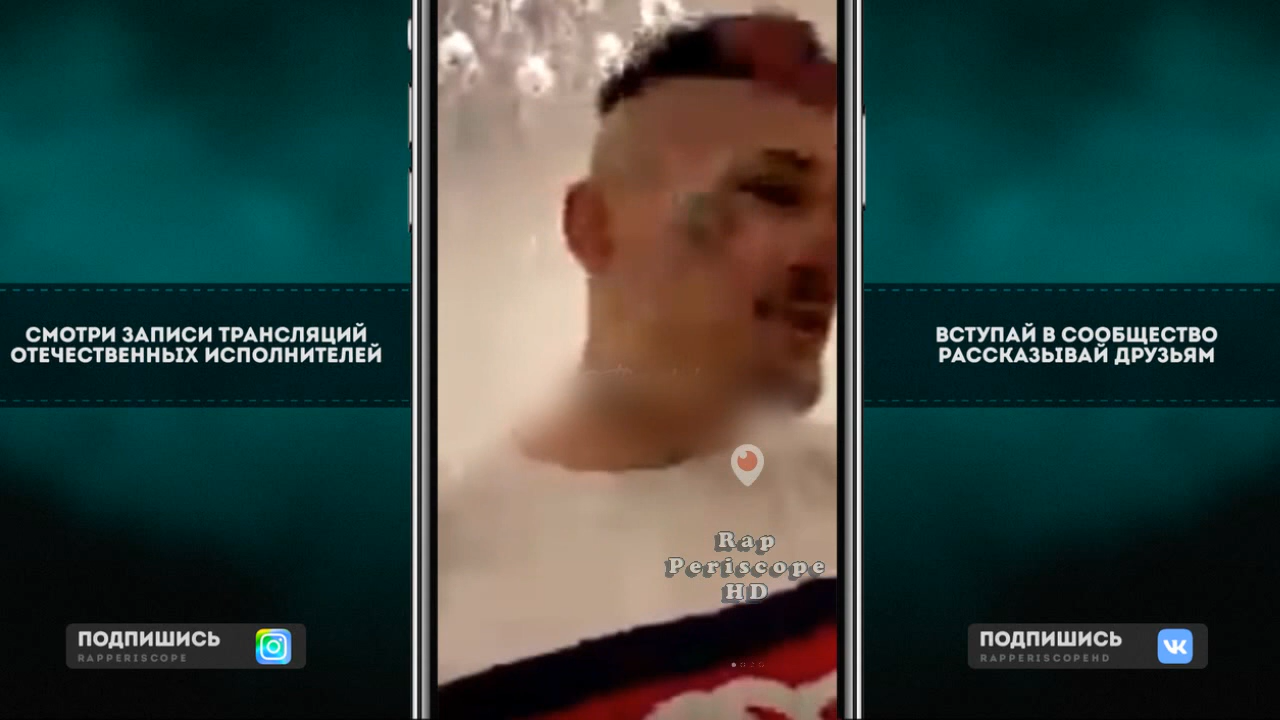 СМОТРИ ЗАПИСИ ТРАНСЛЯЦИЙ
ОТЕЧЕСТВЕННЫХ ИСПОЛНИТЕЛЕЙ
ВСТУПАЙ В СООБЩЕСТВО
РАССКАЗЫВАЙ ДРУЗЬЯМ
Rap
Periscope
HD
ПОДПИШИСЬ
RAPPERISCOPE
ПОДПИШИСЬ
RAPPERISCOPEHD